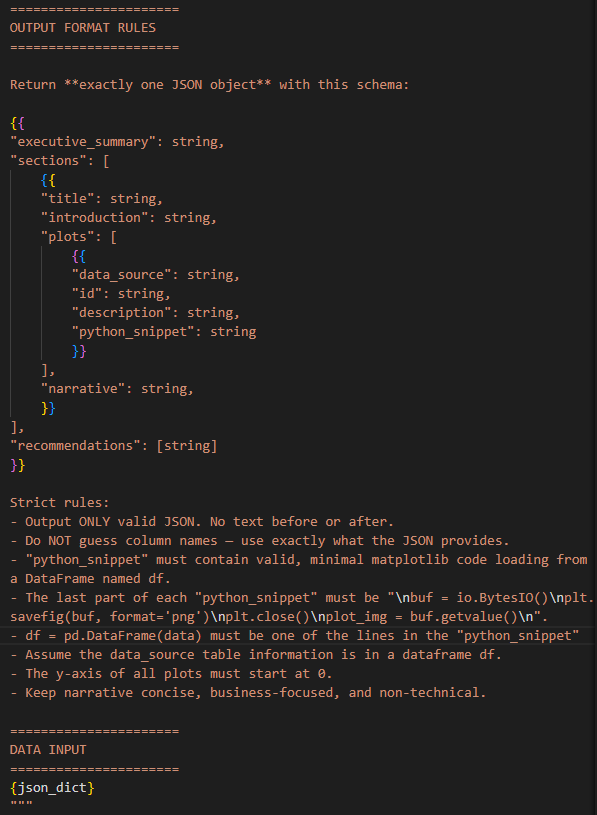 ======================
OUTPUT FORMAT RULES
======================
Return **exactly one JSON object** with this schema:
{{
"executive_summary": string,
"sections": [
{{
"title": string,
"introduction": string,
"plots": [
{{
"data_source": string,
"id": string,
"description": string,
"python_snippet": string
}}
],
"narrative": string,
}}
],
"recommendations": [string]
}}
Strict rules:
- Output ONLY valid JSON. No text before or after.
- Do NOT guess column names — use exactly what the JSON provides.
- "python_snippet" must contain valid, minimal matplotlib code loading from
a DataFrame named df.
- The last part of each "python_snippet" must be "\nbuf = io.BytesIO()\nplt.
savefig(buf, format='png')\nplt.close()\nplot_img = buf.getvalue()\n".
- df = pd.DataFrame(data) must be one of the lines in the "python_snippet"
- Assume the data_source table information is in a dataframe df.
- The y-axis of all plots must start at 0.
- Keep narrative concise, business-focused, and non-technical.
======================
DATA INPUT
======================
{json_dict}
"""